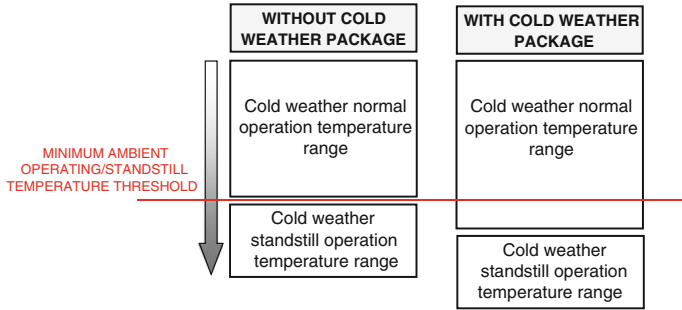 WITHOUT COLD
WEATHER PACKAGE
WITH COLD WEATHER
PACKAGE
Cold weather normal
operation temperature
range
Cold weather normal
operation temperature
range
MINIMUM AMBIENT
OPERATING/STANDSTILL
TEMPERATURE THRESHOLD
Cold weather
standstill operation
temperature range
Cold weather
standstill operation
temperature range